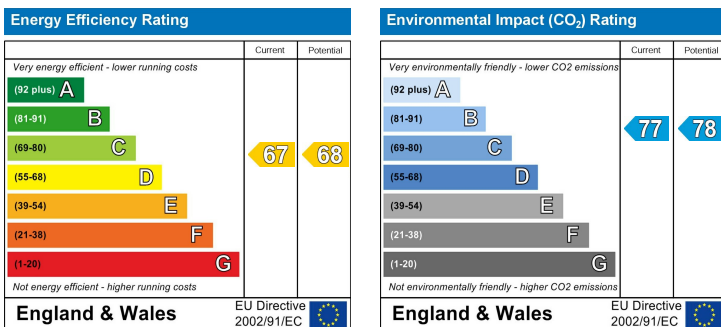 Energy Efficiency Rating
Current Potential
Very energy efficient - lower running costs
(92 plus) A
(81-91) B
(69-80) C
(55-68) D
(39-54) E
(21-38) F
(1-20) G
67 68
Not energy efficient - higher running costs
England & Wales
EU Directive
2002/91/EC
Environmental Impact (CO₂) Rating
Current Potential
Very environmentally friendly - lower CO2 emissions
(92 plus) A
(81-91) B
(69-80) C
(55-68) D
(39-54) E
(21-38) F
(1-20) G
77 78
Not environmentally friendly - higher CO2 emissions
England & Wales
EU Directive
2002/91/EC